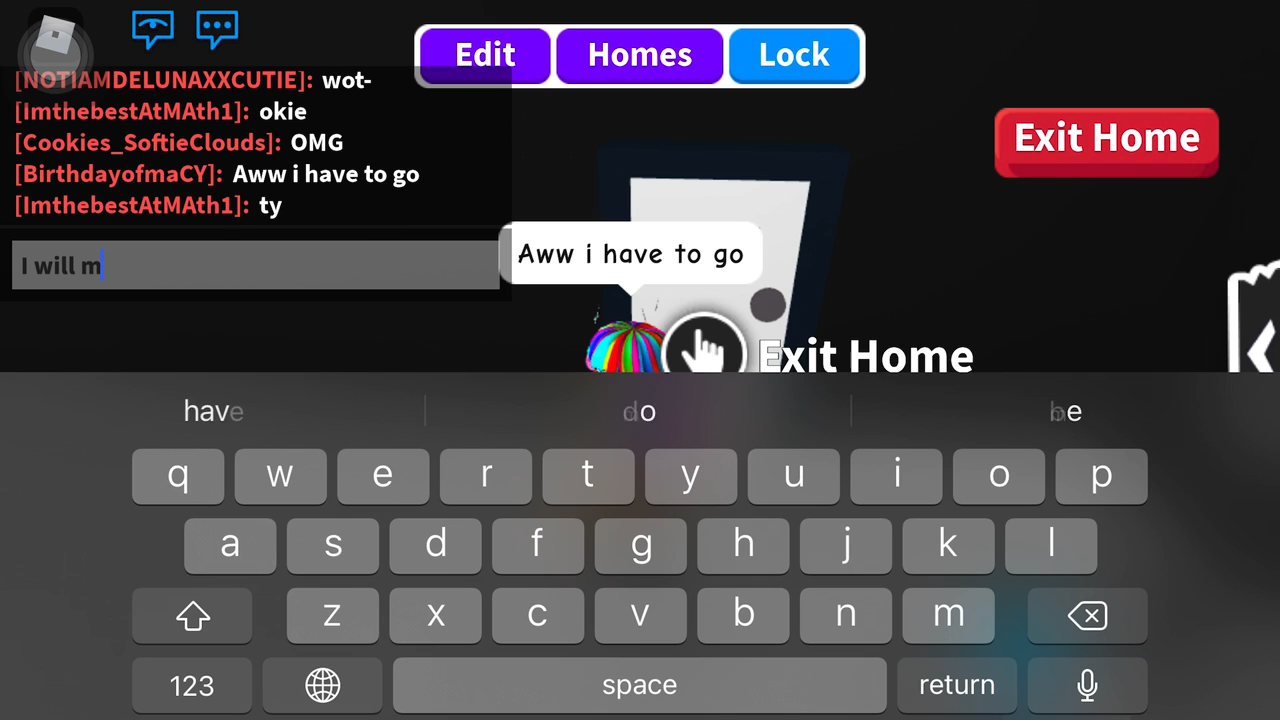 Edit Homes Lock
[NOTIAMDELUNAXXCUTIE]: wot-
[ImthebestAtMAth1]: okie
[Cookies_SoftieClouds]: OMG
[BirthdayofmaCY]: Aww i have to go
[ImthebestAtMAth1]: ty
Exit Home
I will m
Aww i have to go
Exit Home
have do be
q w e r t y u i o p
a s d f g h j k l
z x c v b n m
123 space return